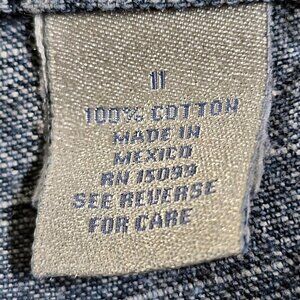 11
100% COTTON
MADE IN
MEXICO
RN 15099
SEE REVERSE
FOR CARE